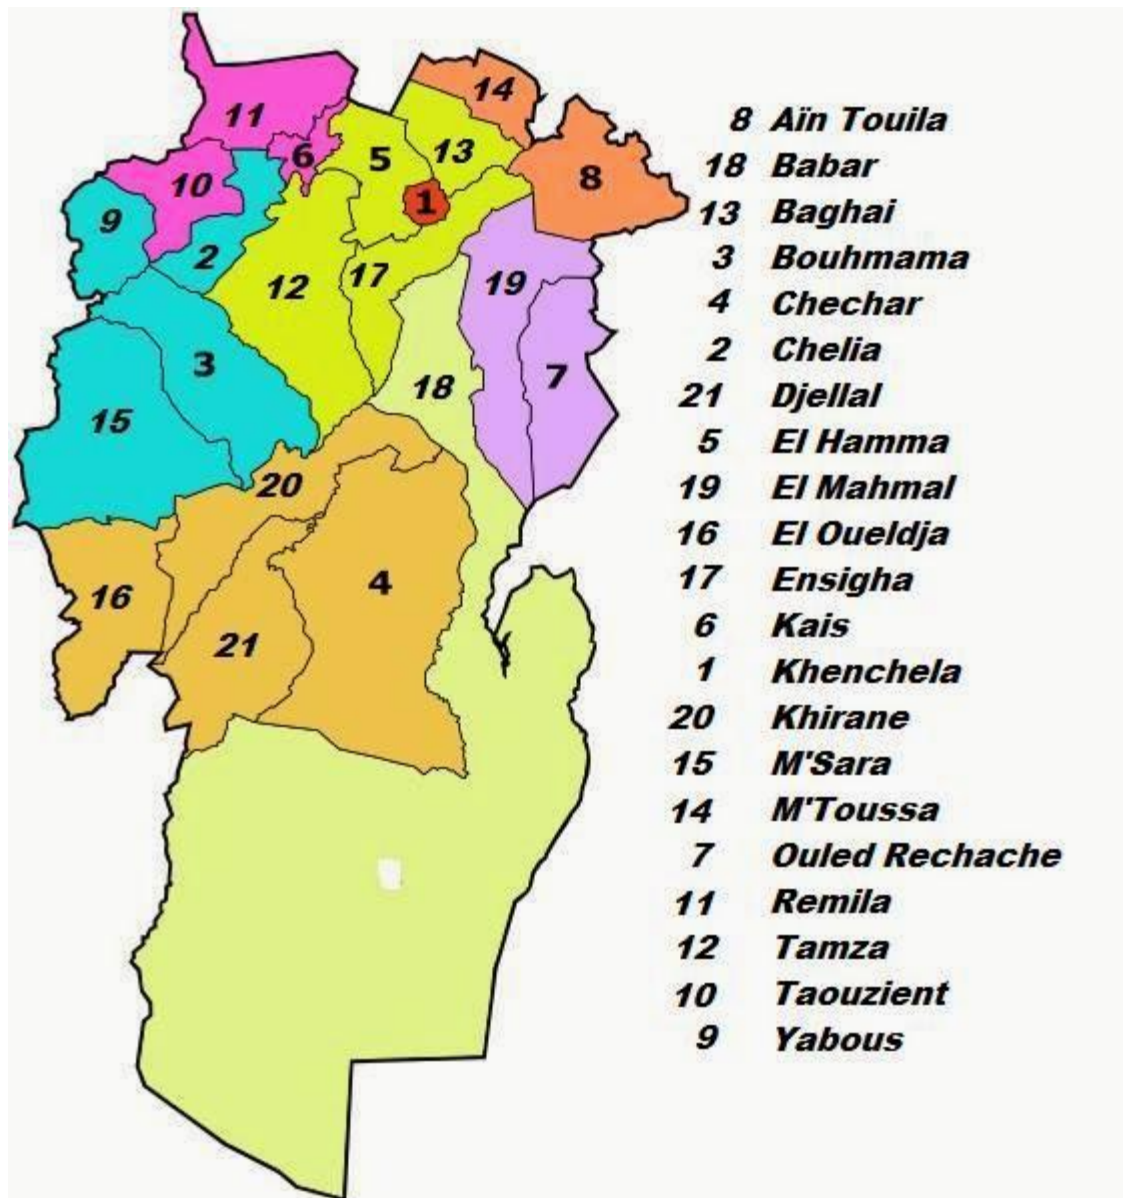 14
11
13
5
6
8
10
1
9
2
17
19
12
3
7
18
15
20
4
16
21
8 Aïn Touila
18 Babar
13 Baghai
3 Bouhmama
4 Chechar
2 Chelia
21 Djellal
5 El Hamma
19 El Mahmal
16 El Oueldja
17 Ensigha
6 Kais
1 Khenchela
20 Khirane
15 M'Sara
14 M'Toussa
7 Ouled Rechache
11 Remila
12 Tamza
10 Taouzient
9 Yabous